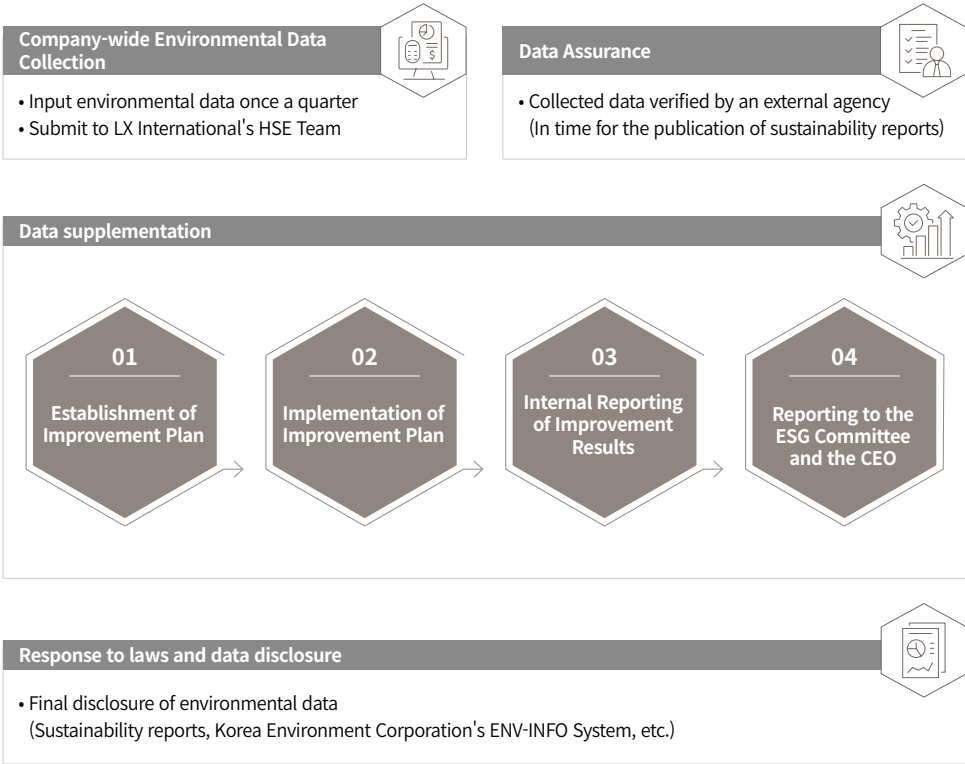 Company-wide Environmental Data
Collection
• Input environmental data once a quarter
• Submit to LX International's HSE Team
Data Assurance
• Collected data verified by an external agency
(In time for the publication of sustainability reports)
Data supplementation
01
Establishment of
Improvement Plan
02
Implementation of
Improvement Plan
03
Internal Reporting
of Improvement
Results
04
Reporting to the
ESG Committee
and the CEO
Response to laws and data disclosure
• Final disclosure of environmental data
(Sustainability reports, Korea Environment Corporation's ENV-INFO System, etc.)